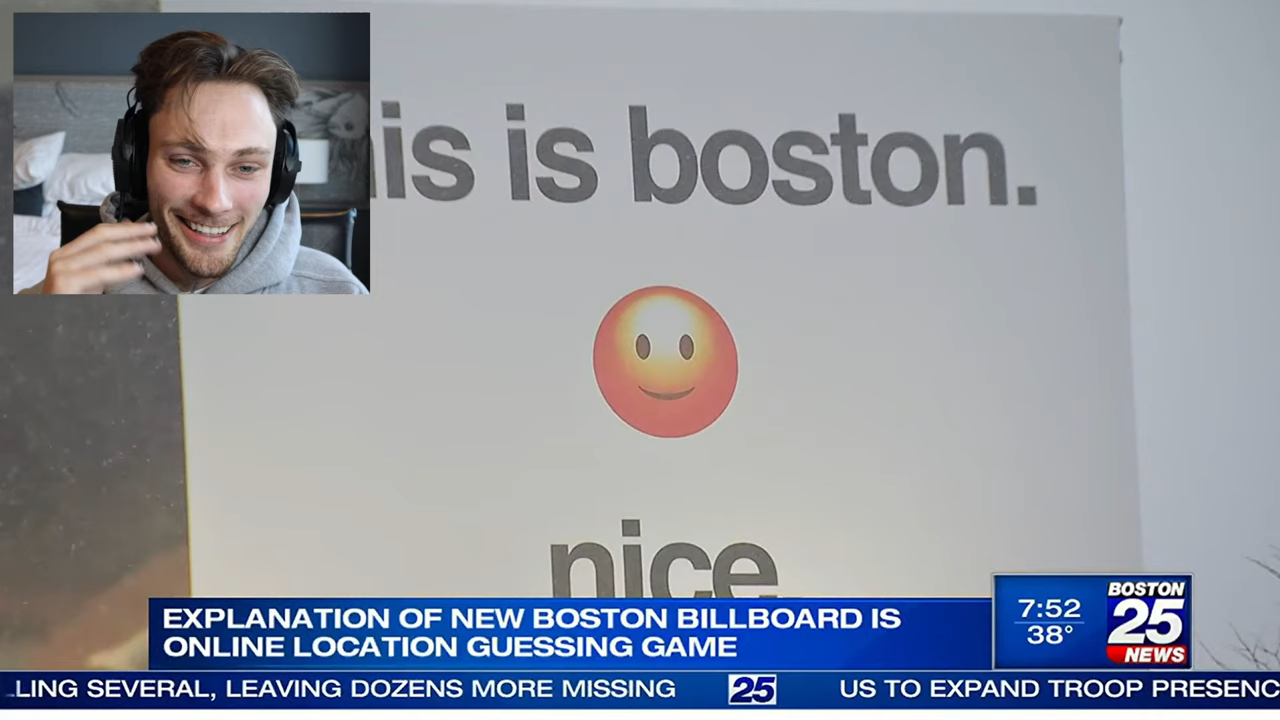 is is boston.
nice
EXPLANATION OF NEW BOSTON BILLBOARD IS
ONLINE LOCATION GUESSING GAME
7:52
38°
BOSTON
25
NEWS
LING SEVERAL, LEAVING DOZENS MORE MISSING
25
US TO EXPAND TROOP PRESENC